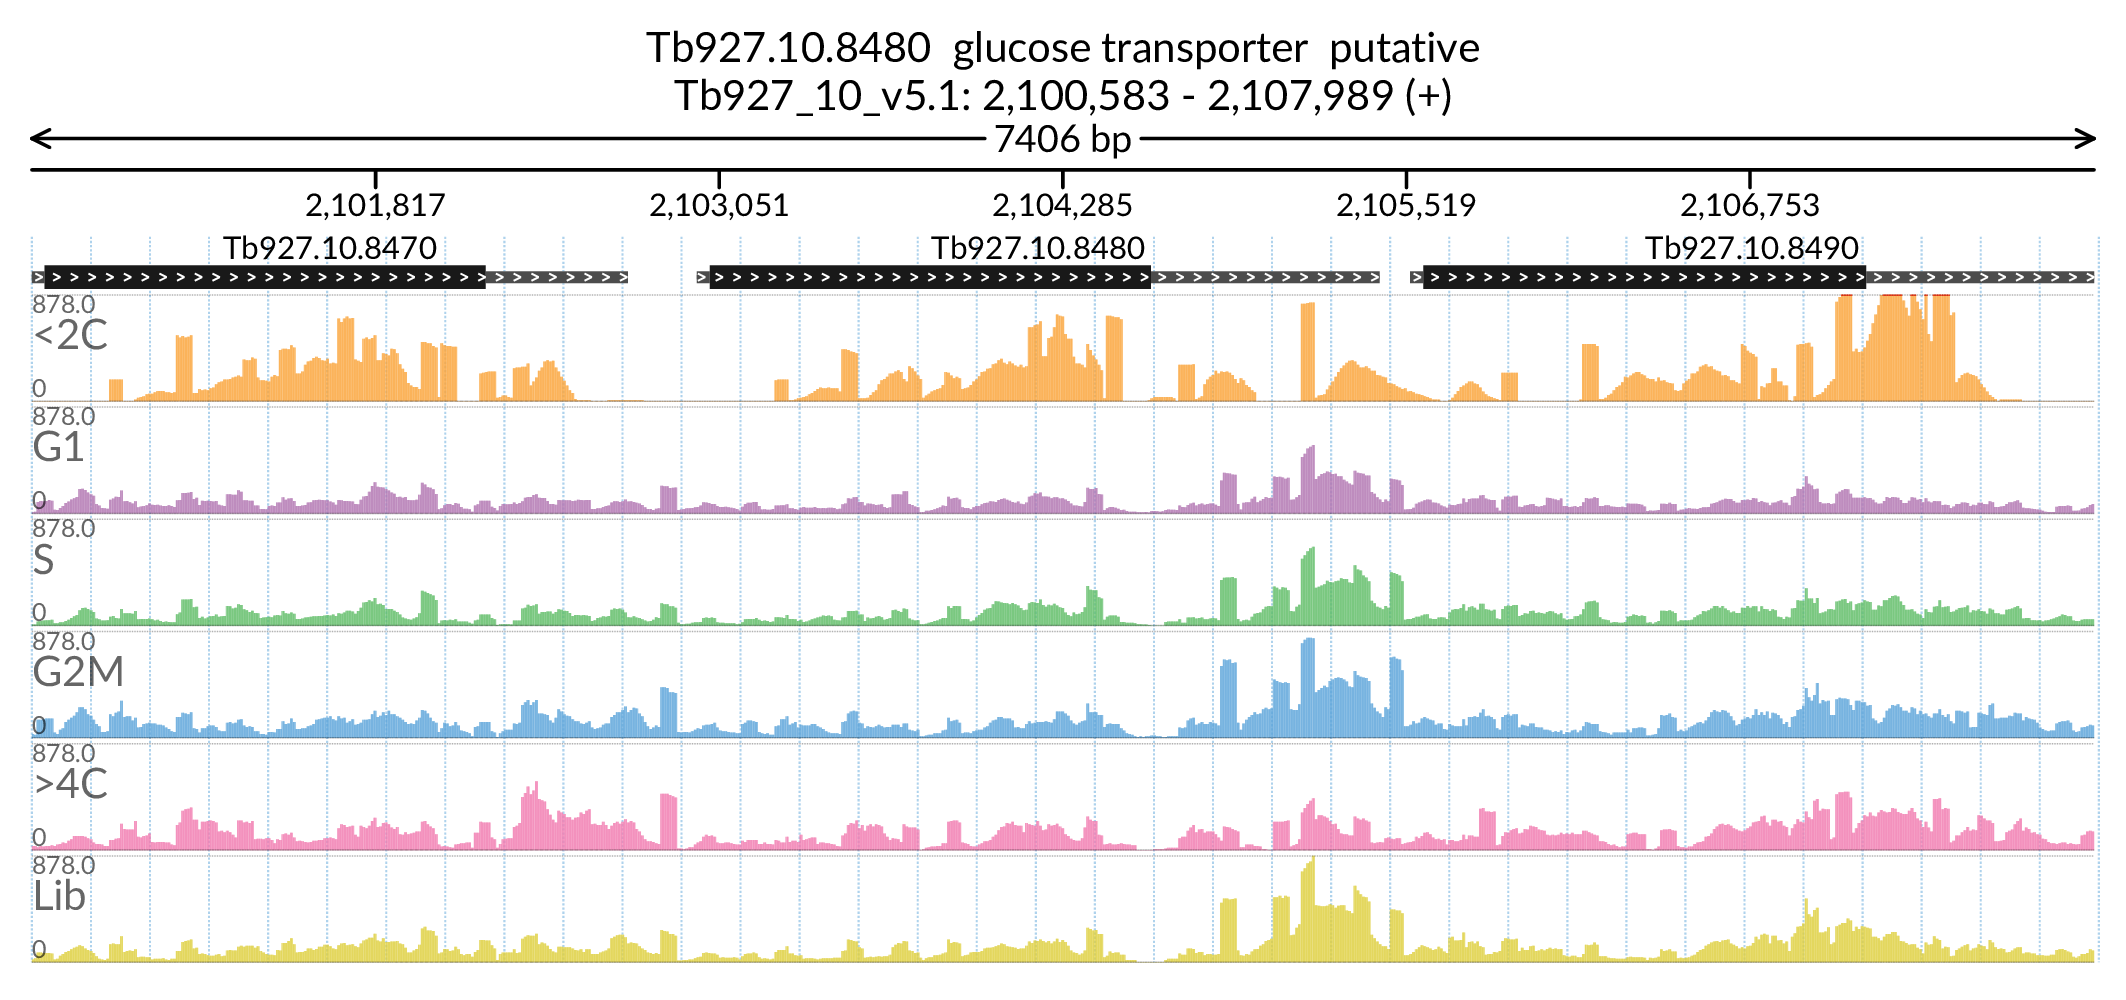 Tb927.10.8480 glucose transporter putative
Tb927_10_v5.1: 2,100,583 - 2,107,989 (+)
7406 bp
2,101,817 2,103,051 2,104,285 2,105,519 2,106,753
Tb927.10.8470 Tb927.10.8480 Tb927.10.8490
878.0
<2C
0
878.0
G1
0
878.0
S
0
878.0
G2M
0
878.0
>4C
0
878.0
Lib
0